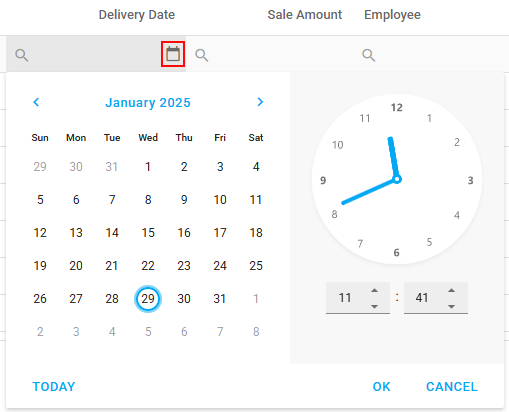 Delivery Date Sale Amount Employee
January 2025
Sun Mon Tue Wed Thu Fri Sat
29 30 31 1 2 3 4
5 6 7 8 9 10 11
12 13 14 15 16 17 18
19 20 21 22 23 24 25
26 27 28 29 30 31 1
2 3 4 5 6 7 8
12
11 1
10 2
9 3
8 4
7 5
6
11 : 41
TODAY OK CANCEL